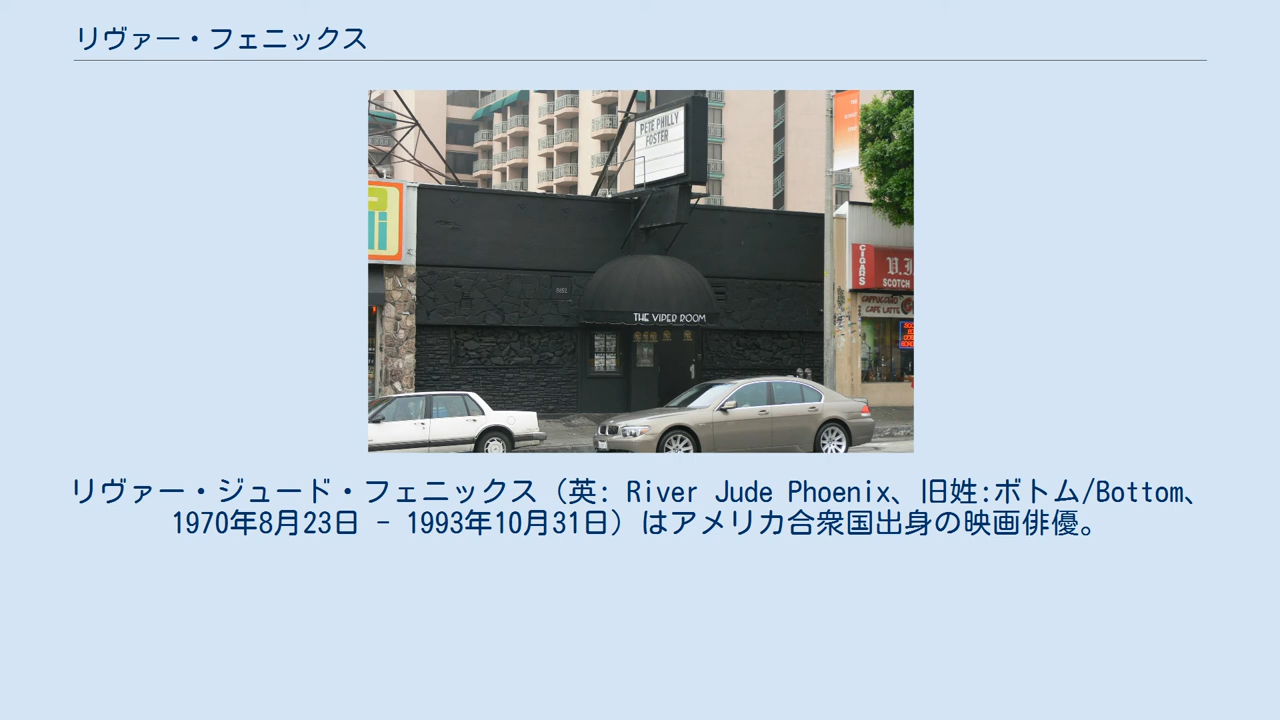 リヴァー・フェニックス
PETE PHILLY
FOSTER
THE VIPER ROOM
CIGARS
SCOTCH
CAPPUCCINO
CAFE LATTE
リヴァー・ジュード・フェニックス（英: River Jude Phoenix、旧姓:ボトム/Bottom、
1970年8月23日 - 1993年10月31日）はアメリカ合衆国出身の映画俳優。